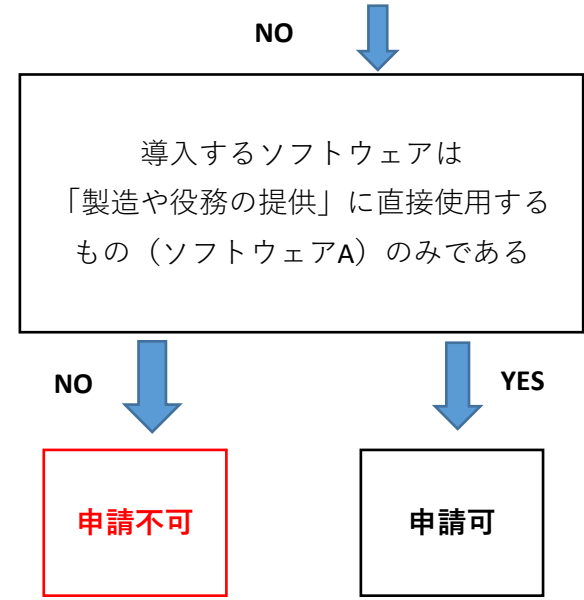 NO
導入するソフトウェアは
「製造や役務の提供」に直接使用する
もの（ソフトウェアA）のみである
NO
YES
申請不可
申請可